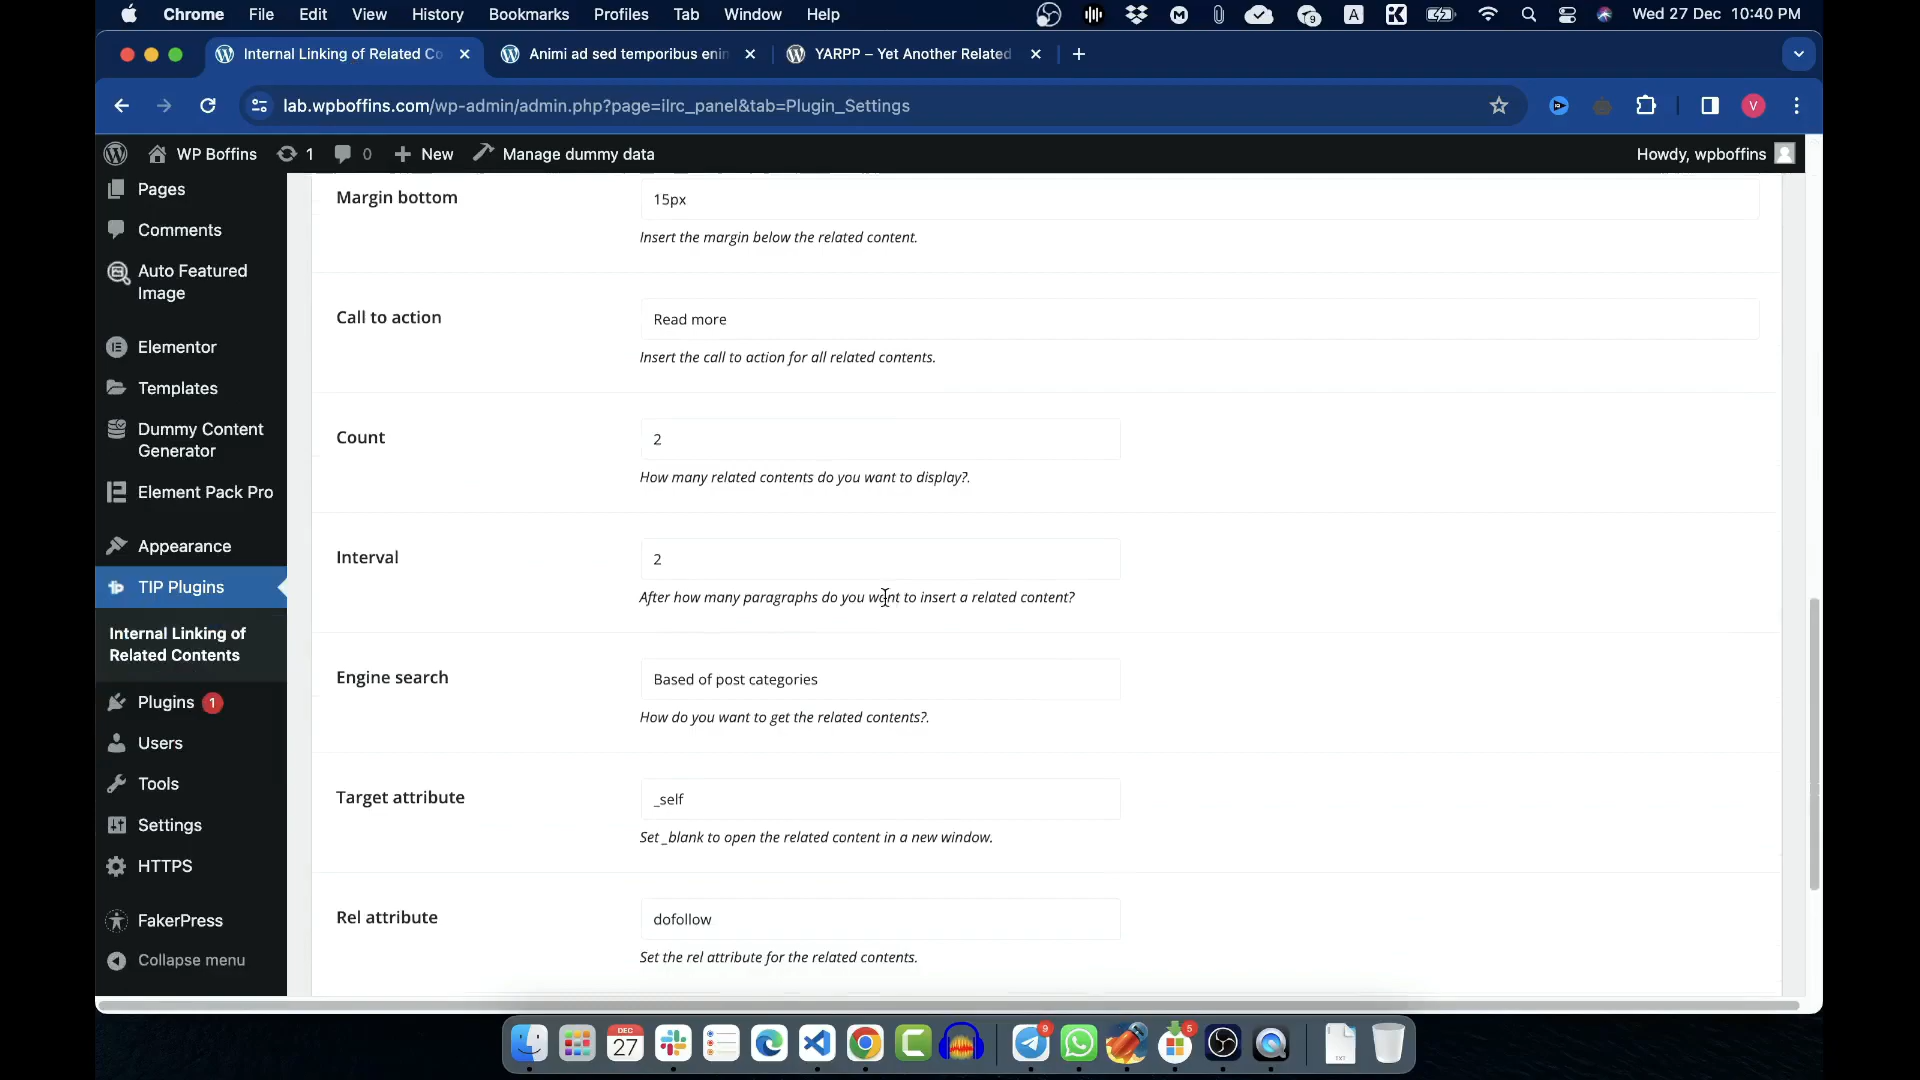 Chrome File Edit View History Bookmarks Profiles Tab Window Help 9 A Wed 27 Dec 10:40 PM
Internal Linking of Related Co Animi ad sed temporibus enin YARPP – Yet Another Related
lab.wpboffins.com/wp-admin/admin.php?page=ilrc_panel&tab=Plugin_Settings V
WP Boffins 1 0 New Manage dummy data Howdy, wpboffins
Pages
Comments
Auto Featured
Image
Elementor
Templates
Dummy Content
Generator
Element Pack Pro
Appearance
TIP Plugins
Internal Linking of
Related Contents
Plugins 1
Users
Tools
Settings
HTTPS
FakerPress
Collapse menu
Margin bottom
15px
Insert the margin below the related content.
Call to action
Read more
Insert the call to action for all related contents.
Count
2
How many related contents do you want to display?.
Interval
2
After how many paragraphs do you want to insert a related content?
Engine search
Based of post categories
How do you want to get the related contents?.
Target attribute
_self
Set _blank to open the related content in a new window.
Rel attribute
dofollow
Set the rel attribute for the related contents.
DEC
27
9
5
TXT